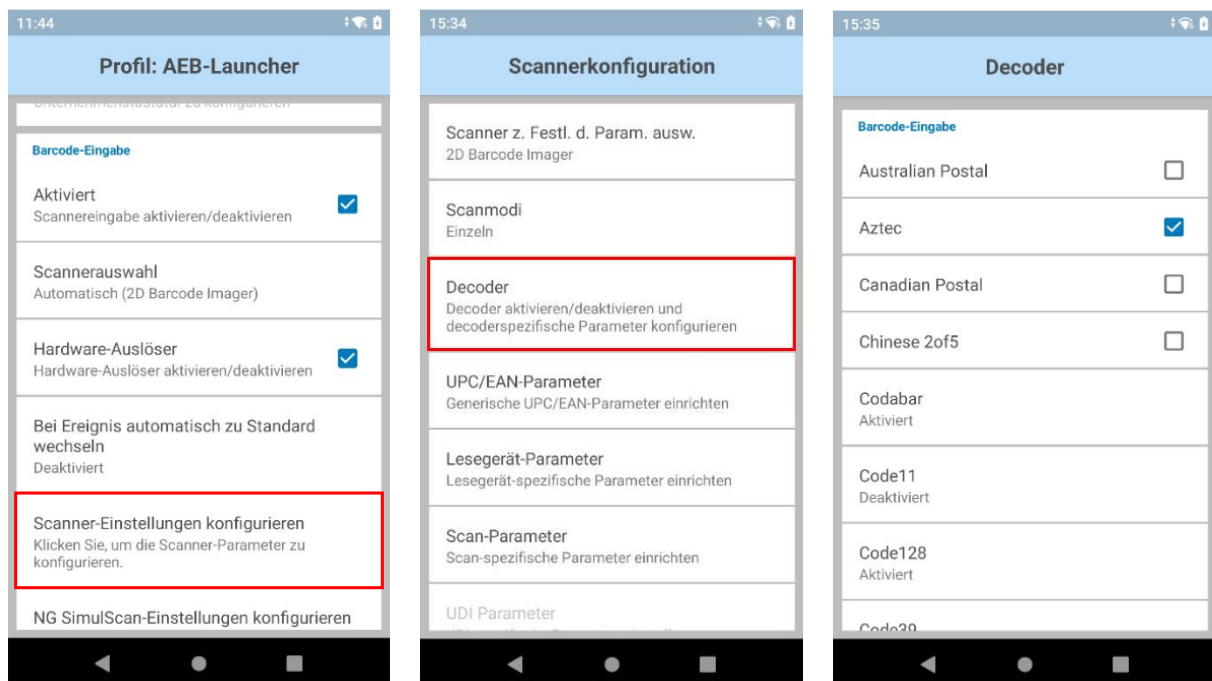 11:44
Profil: AEB-Launcher
Unternehmenstastatur zu konfigurieren
Barcode-Eingabe
Aktiviert
Scannereingabe aktivieren/deaktivieren
Scannerauswahl
Automatisch (2D Barcode Imager)
Hardware-Auslöser
Hardware-Auslöser aktivieren/deaktivieren
Bei Ereignis automatisch zu Standard
wechseln
Deaktiviert
Scanner-Einstellungen konfigurieren
Klicken Sie, um die Scanner-Parameter zu
konfigurieren.
NG SimulScan-Einstellungen konfigurieren
15:34
Scannerkonfiguration
Scanner z. Festl. d. Param. ausw.
2D Barcode Imager
Scanmodi
Einzeln
Decoder
Decoder aktivieren/deaktivieren und
decoderspezifische Parameter konfigurieren
UPC/EAN-Parameter
Generische UPC/EAN-Parameter einrichten
Lesegerät-Parameter
Lesegerät-spezifische Parameter einrichten
Scan-Parameter
Scan-spezifische Parameter einrichten
UDI Parameter
15:35
Decoder
Barcode-Eingabe
Australian Postal
Aztec
Canadian Postal
Chinese 2of5
Codabar
Aktiviert
Code11
Deaktiviert
Code128
Aktiviert
Code39